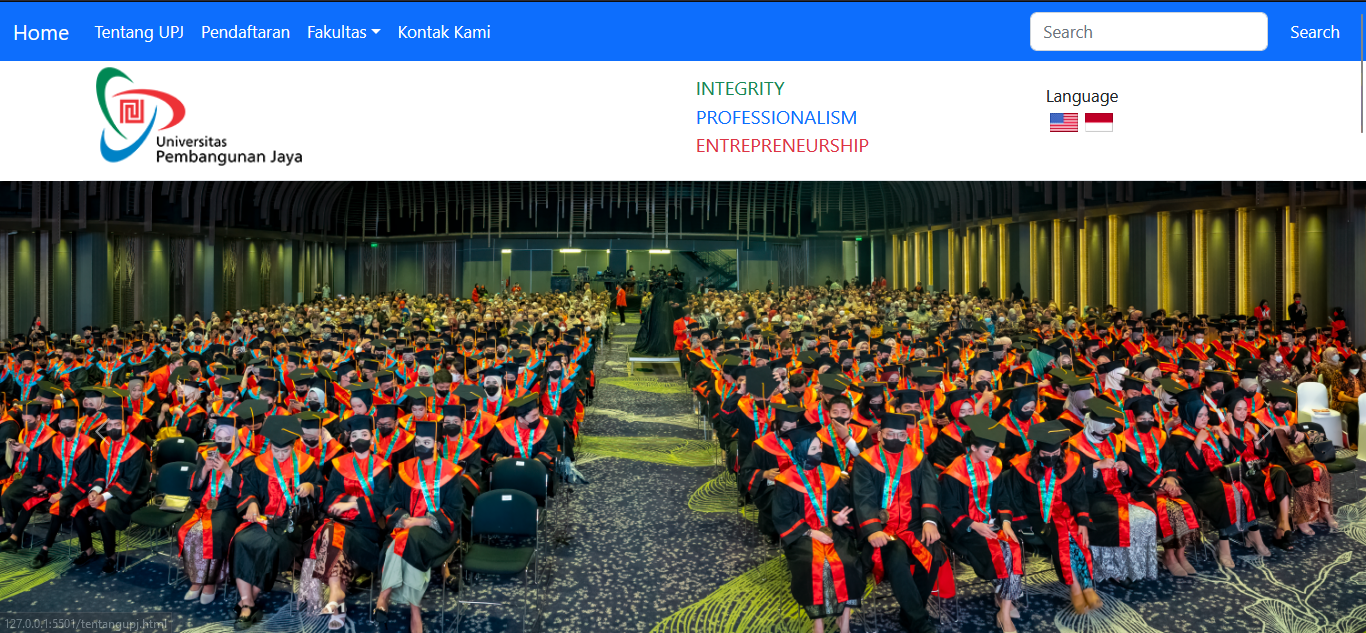 Home Tentang UPJ Pendaftaran Fakultas Kontak Kami Search Search
Universitas
Pembangunan Jaya
INTEGRITY
PROFESSIONALISM
ENTREPRENEURSHIP
Language
127.0.0.1:5501/tentangupj.html